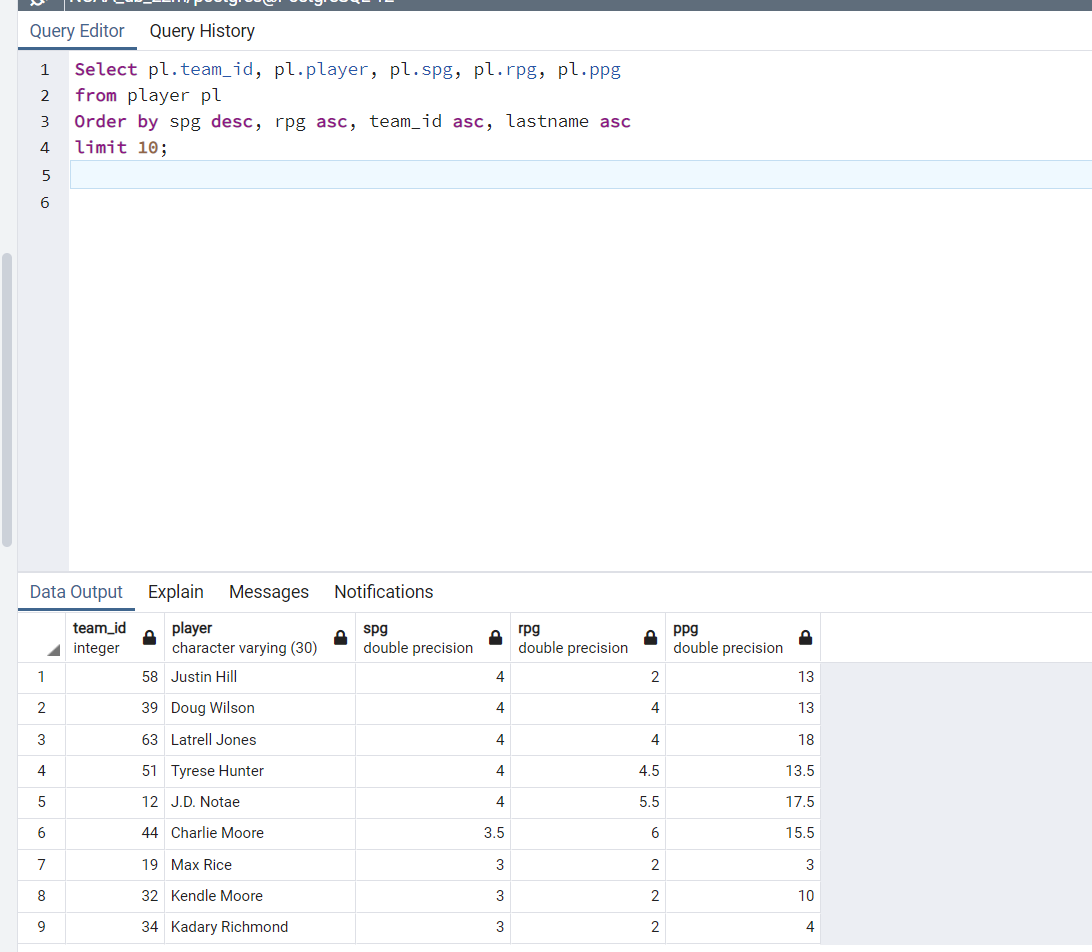 Query Editor Query History
1 Select pl.team_id, pl.player, pl.spg, pl.rpg, pl.ppg
2 from player pl
3 Order by spg desc, rpg asc, team_id asc, lastname asc
4 limit 10;
5
6
Data Output Explain Messages Notifications
team_id player spg rpg ppg
integer character varying (30) double precision double precision double precision
1 58 Justin Hill 4 2 13
2 39 Doug Wilson 4 4 13
3 63 Latrell Jones 4 4 18
4 51 Tyrese Hunter 4 4.5 13.5
5 12 J.D. Notae 4 5.5 17.5
6 44 Charlie Moore 3.5 6 15.5
7 19 Max Rice 3 2 3
8 32 Kendle Moore 3 2 10
9 34 Kadary Richmond 3 2 4